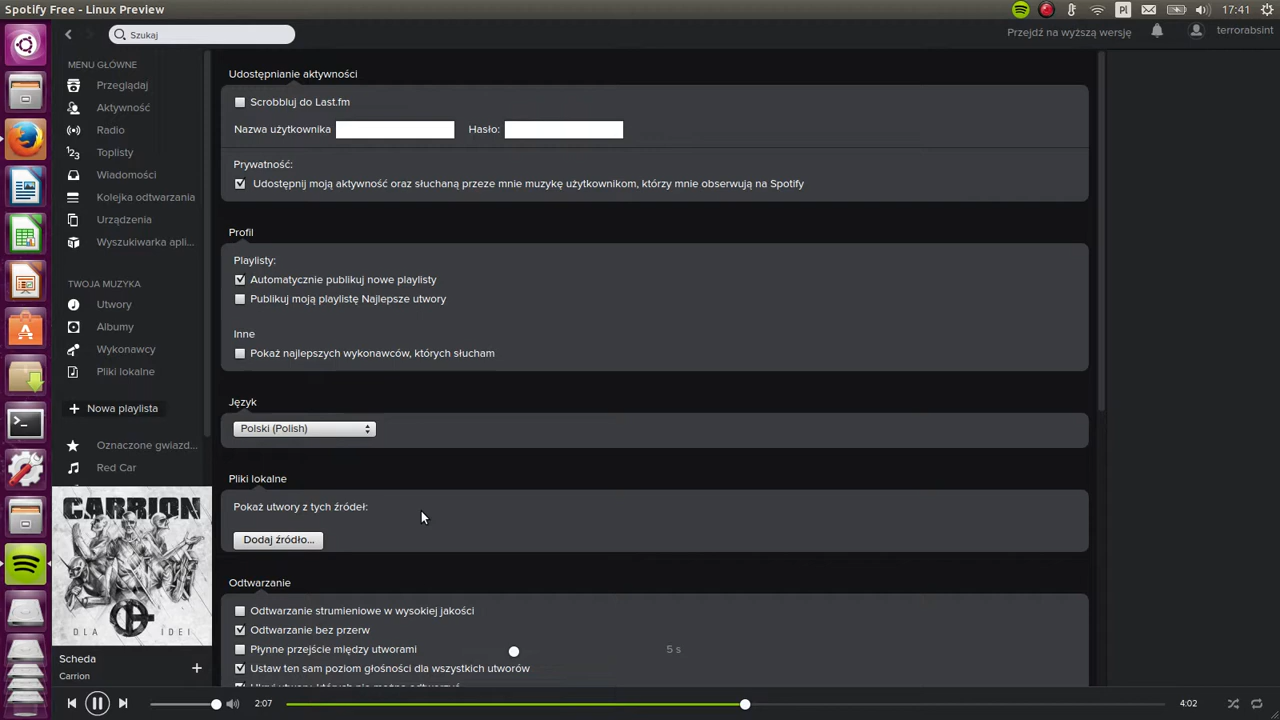 Spotify Free - Linux Preview
Pl
17:41
Szukaj
Przejdź na wyższą wersję
terrorabsint
MENU GŁÓWNE
Przeglądaj
Aktywność
Radio
Toplisty
Wiadomości
Kolejka odtwarzania
Urządzenia
Wyszukiwarka apli...
TWOJA MUZYKA
Utwory
Albumy
Wykonawcy
Pliki lokalne
Nowa playlista
Oznaczone gwiazd...
Red Car
CARRION
DLA IDEI
Scheda
Carrion
Udostępnianie aktywności
Scrobbluj do Last.fm
Nazwa użytkownika
Hasło:
Prywatność:
Udostępnij moją aktywność oraz słuchaną przeze mnie muzykę użytkownikom, którzy mnie obserwują na Spotify
Profil
Playlisty:
Automatycznie publikuj nowe playlisty
Publikuj moją playlistę Najlepsze utwory
Inne
Pokaż najlepszych wykonawców, których słucham
Język
Polski (Polish)
Pliki lokalne
Pokaż utwory z tych źródeł:
Dodaj źródło...
Odtwarzanie
Odtwarzanie strumieniowe w wysokiej jakości
Odtwarzanie bez przerw
Płynne przejście między utworami
5 s
Ustaw ten sam poziom głośności dla wszystkich utworów
2:07
4:02